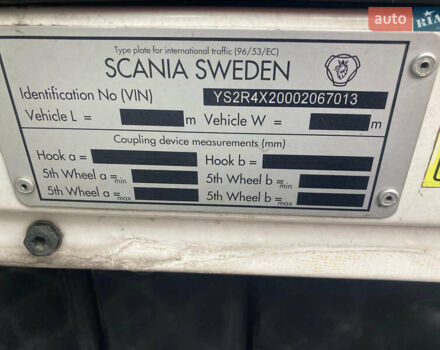 auto RIA
Type plate for international traffic (96/53/EC)
SCANIA SWEDEN
Identification No (VIN) YS2R4X20002067013
Vehicle L = m Vehicle W = m
Coupling device measurements (mm)
Hook a = Hook b =
5th Wheel a =min 5th Wheel b =min
5th Wheel a =max 5th Wheel b =max